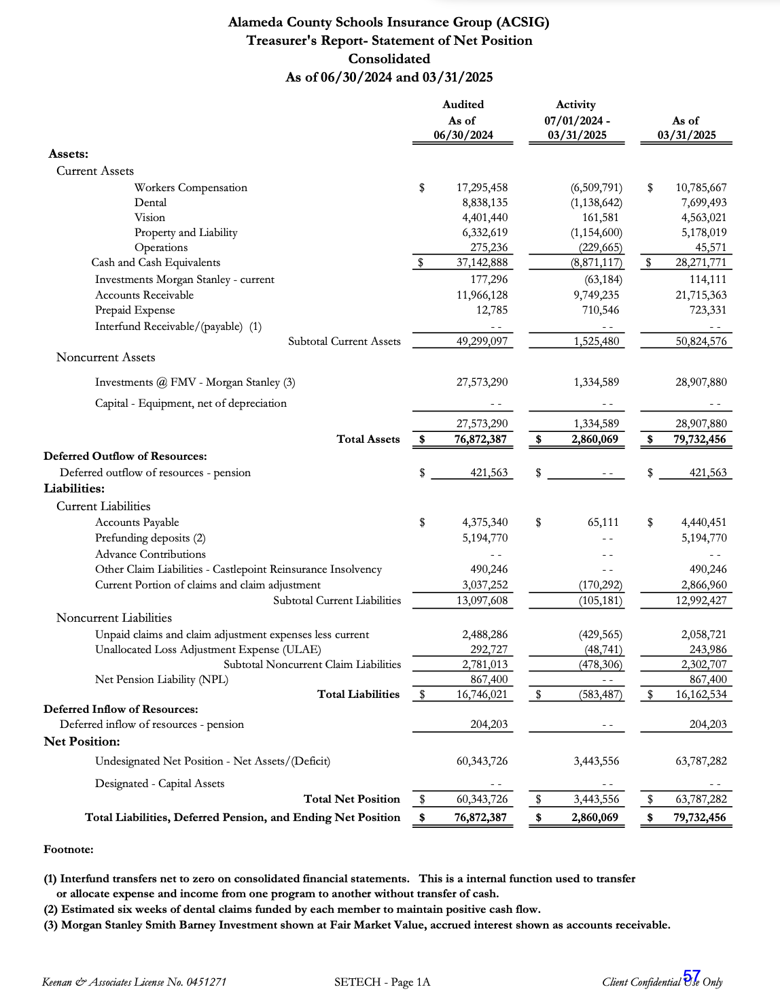 Alameda County Schools Insurance Group (ACSIG)
Treasurer's Report- Statement of Net Position
Consolidated
As of 06/30/2024 and 03/31/2025
Audited Activity
As of 07/01/2024 - As of
06/30/2024 03/31/2025 03/31/2025
Assets:
Current Assets
Workers Compensation $ 17,295,458 (6,509,791) $ 10,785,667
Dental 8,838,135 (1,138,642) 7,699,493
Vision 4,401,440 161,581 4,563,021
Property and Liability 6,332,619 (1,154,600) 5,178,019
Operations 275,236 (229,665) 45,571
Cash and Cash Equivalents $ 37,142,888 (8,871,117) $ 28,271,771
Investments Morgan Stanley - current 177,296 (63,184) 114,111
Accounts Receivable 11,966,128 9,749,235 21,715,363
Prepaid Expense 12,785 710,546 723,331
Interfund Receivable/(payable) (1) - - - - - -
Subtotal Current Assets 49,299,097 1,525,480 50,824,576
Noncurrent Assets
Investments @ FMV - Morgan Stanley (3) 27,573,290 1,334,589 28,907,880
Capital - Equipment, net of depreciation - - - - - -
27,573,290 1,334,589 28,907,880
Total Assets $ 76,872,387 $ 2,860,069 $ 79,732,456
Deferred Outflow of Resources:
Deferred outflow of resources - pension $ 421,563 $ - - $ 421,563
Liabilities:
Current Liabilities
Accounts Payable $ 4,375,340 $ 65,111 $ 4,440,451
Prefunding deposits (2) 5,194,770 - - 5,194,770
Advance Contributions - - - - - -
Other Claim Liabilities - Castlepoint Reinsurance Insolvency 490,246 - - 490,246
Current Portion of claims and claim adjustment 3,037,252 (170,292) 2,866,960
Subtotal Current Liabilities 13,097,608 (105,181) 12,992,427
Noncurrent Liabilities
Unpaid claims and claim adjustment expenses less current 2,488,286 (429,565) 2,058,721
Unallocated Loss Adjustment Expense (ULAE) 292,727 (48,741) 243,986
Subtotal Noncurrent Claim Liabilities 2,781,013 (478,306) 2,302,707
Net Pension Liability (NPL) 867,400 - - 867,400
Total Liabilities $ 16,746,021 $ (583,487) $ 16,162,534
Deferred Inflow of Resources:
Deferred inflow of resources - pension 204,203 - - 204,203
Net Position:
Undesignated Net Position - Net Assets/(Deficit) 60,343,726 3,443,556 63,787,282
Designated - Capital Assets - - - - - -
Total Net Position $ 60,343,726 $ 3,443,556 $ 63,787,282
Total Liabilities, Deferred Pension, and Ending Net Position $ 76,872,387 $ 2,860,069 $ 79,732,456
Footnote:
(1) Interfund transfers net to zero on consolidated financial statements. This is a internal function used to transfer
or allocate expense and income from one program to another without transfer of cash.
(2) Estimated six weeks of dental claims funded by each member to maintain positive cash flow.
(3) Morgan Stanley Smith Barney Investment shown at Fair Market Value, accrued interest shown as accounts receivable.
57
Keenan & Associates License No. 0451271 SETECH - Page 1A Client Confidential Use Only